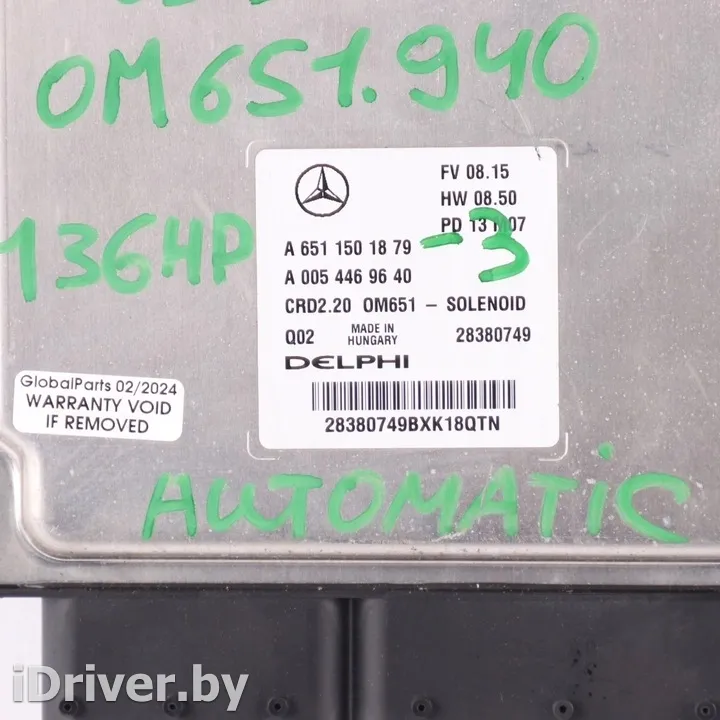 OM651.940
FV 08.15
HW 08.50
136HP
A 651 150 18 79
-3
A 005 446 96 40
CRD2.20 OM651 - SOLENOID
Q02 MADE IN HUNGARY 28380749
DELPHI
28380749BXK18QTN
GlobalParts 02/2024
WARRANTY VOID
IF REMOVED
AUTOMATIC
iDriver.by